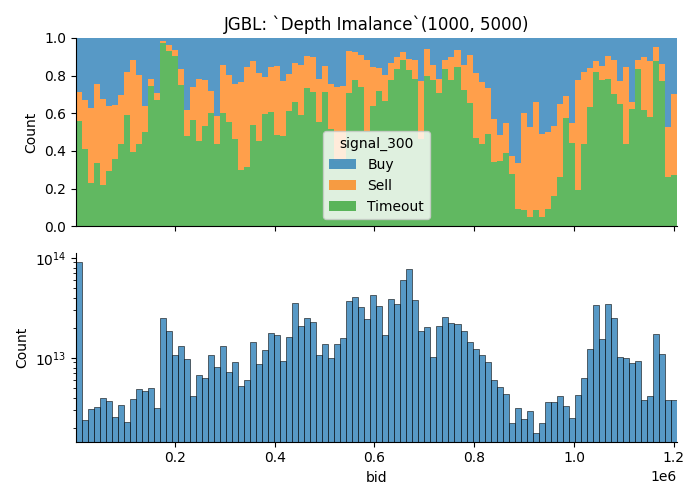 JGBL: `Depth Imalance`(1000, 5000)
1.0
0.8
0.6
0.4
0.2
0.0
Count
signal_300
Buy
Sell
Timeout
10^14
10^13
Count
0.2 0.4 0.6 0.8 1.0 1.2
1e6
bid